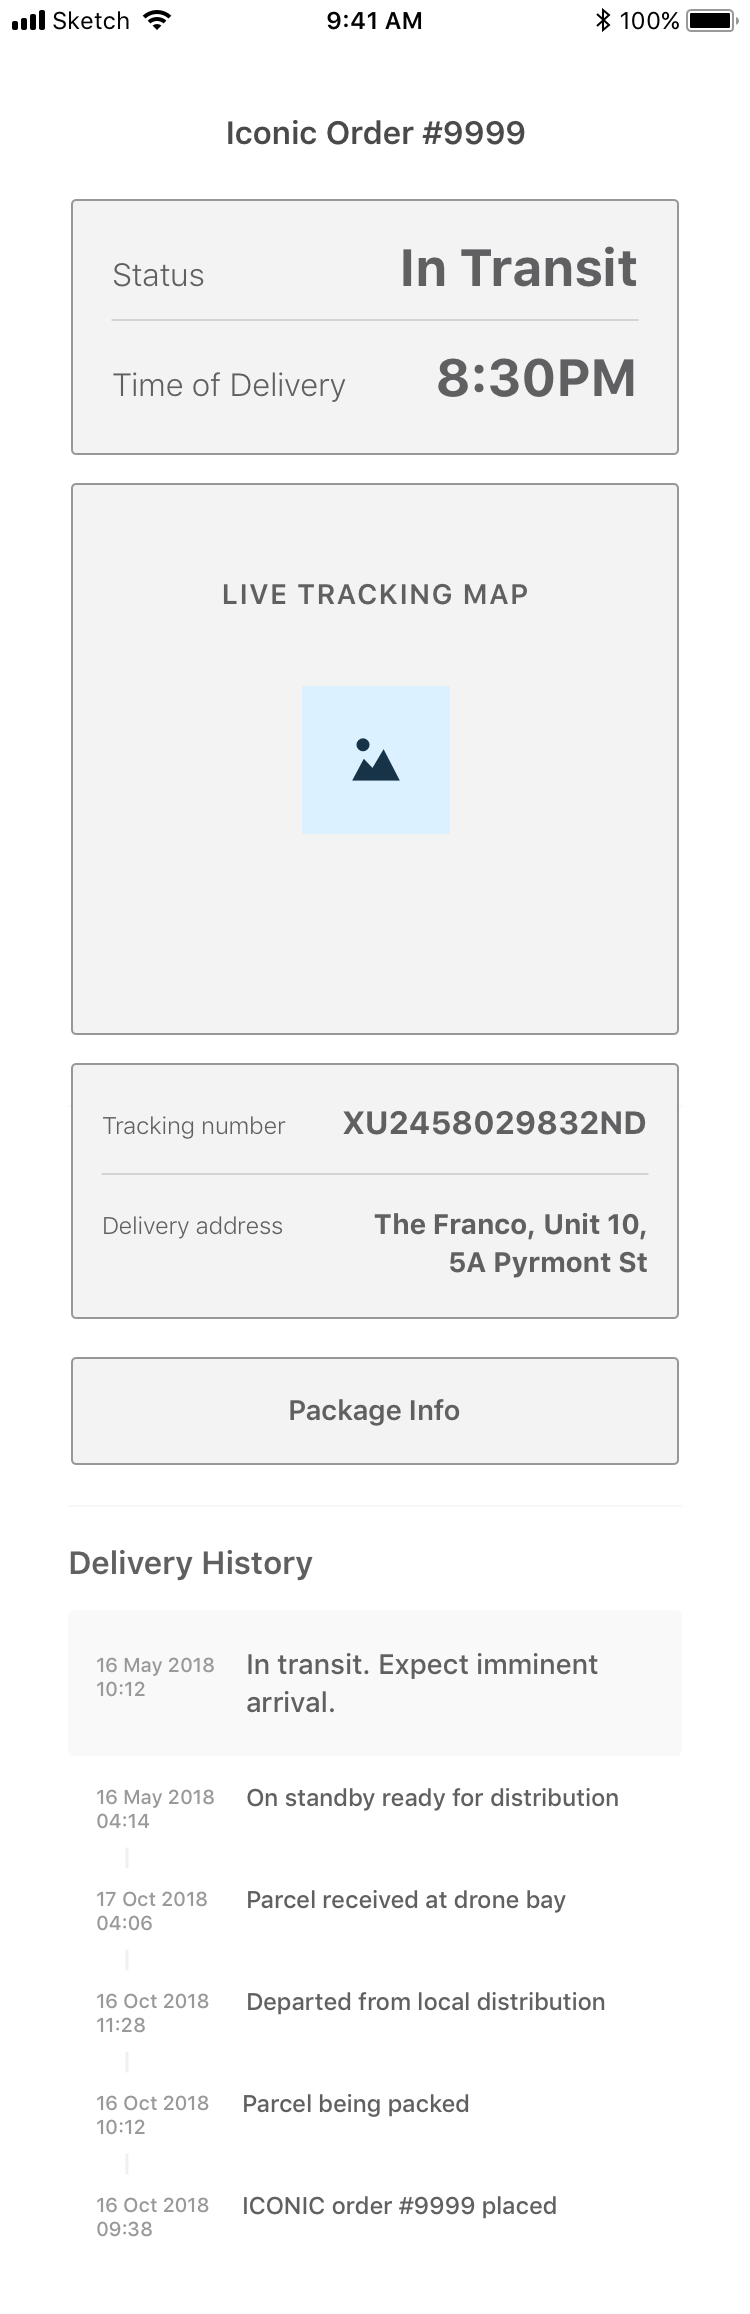 Sketch 9:41 AM 100%
Iconic Order #9999
Status In Transit
Time of Delivery 8:30PM
LIVE TRACKING MAP
Tracking number XU2458029832ND
Delivery address The Franco, Unit 10,
5A Pyrmont St
Package Info
Delivery History
16 May 2018 In transit. Expect imminent
10:12 arrival.
16 May 2018 On standby ready for distribution
04:14
17 Oct 2018 Parcel received at drone bay
04:06
16 Oct 2018 Departed from local distribution
11:28
16 Oct 2018 Parcel being packed
10:12
16 Oct 2018 ICONIC order #9999 placed
09:38